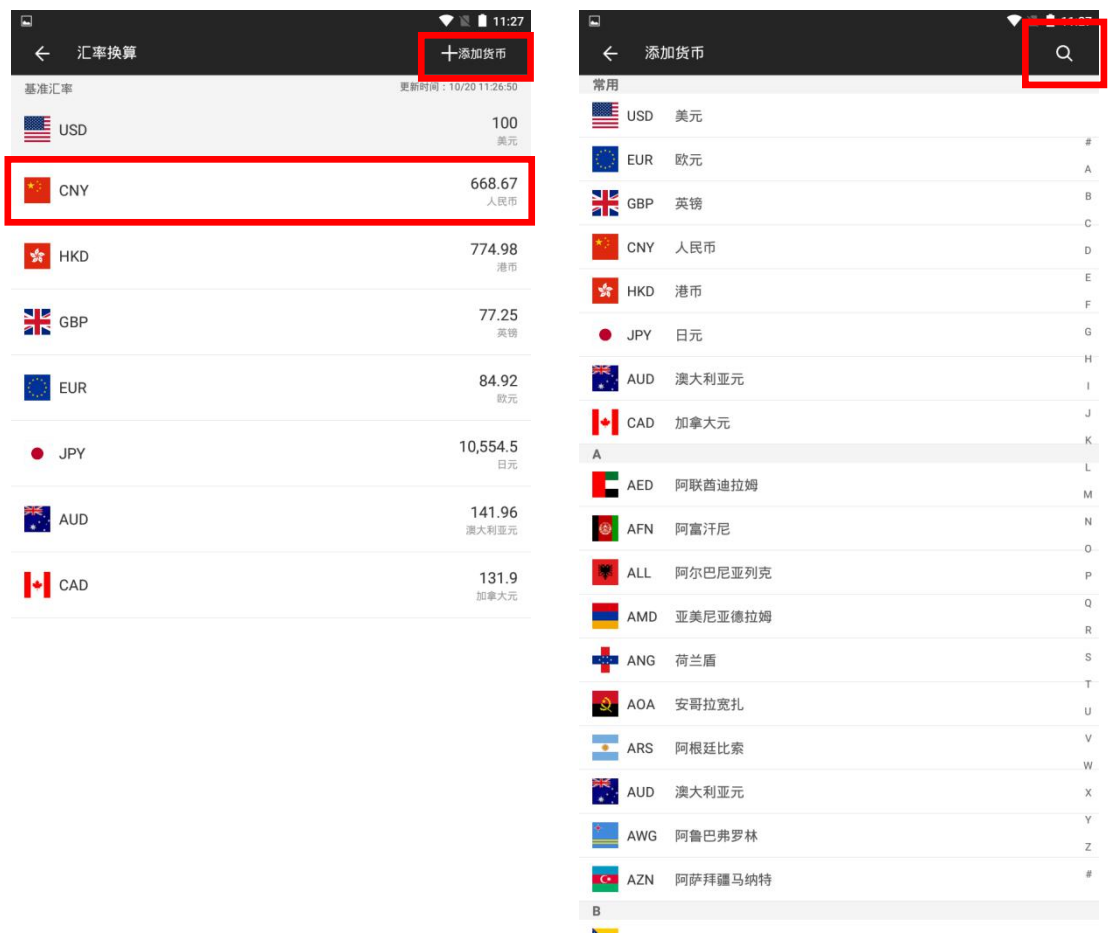 11:27
汇率换算
+添加货币
基准汇率
更新时间：10/20 11:26:50
USD
100
美元
CNY
668.67
人民币
HKD
774.98
港币
GBP
77.25
英镑
EUR
84.92
欧元
JPY
10,554.5
日元
AUD
141.96
澳大利亚元
CAD
131.9
加拿大元
添加货币
常用
USD 美元
EUR 欧元
GBP 英镑
CNY 人民币
HKD 港币
JPY 日元
AUD 澳大利亚元
CAD 加拿大元
A
AED 阿联酋迪拉姆
AFN 阿富汗尼
ALL 阿尔巴尼亚列克
AMD 亚美尼亚德拉姆
ANG 荷兰盾
AOA 安哥拉宽扎
ARS 阿根廷比索
AUD 澳大利亚元
AWG 阿鲁巴弗罗林
AZN 阿萨拜疆马纳特
B
#
A
B
C
D
E
F
G
H
I
J
K
L
M
N
O
P
Q
R
S
T
U
V
W
X
Y
Z
#